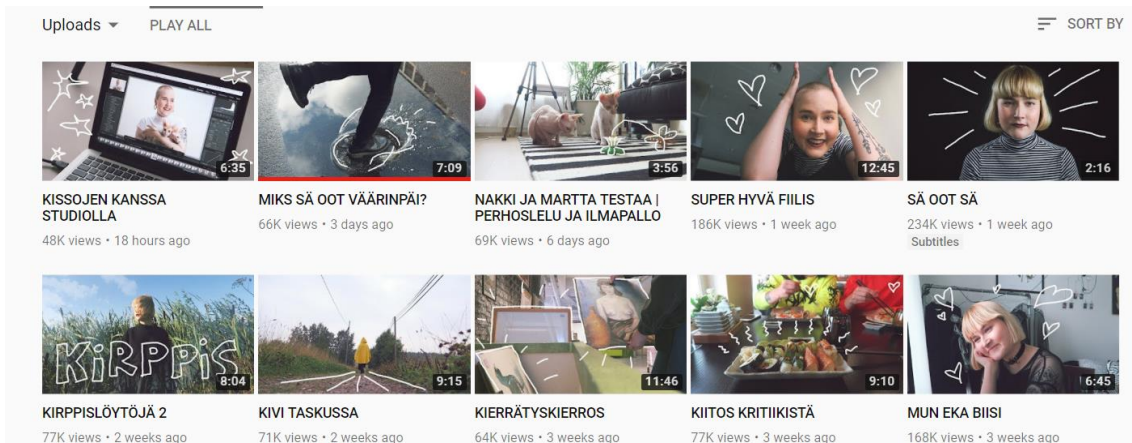 Uploads PLAY ALL SORT BY
6:35 7:09 3:56 12:45 2:16
KISSOJEN KANSSA
STUDIOLLA
48K views • 18 hours ago
MIKS SÄ OOT VÄÄRINPÄI?
66K views • 3 days ago
NAKKI JA MARTTA TESTAA |
PERHOSLELU JA ILMAPALLO
69K views • 6 days ago
SUPER HYVÄ FIILIS
186K views • 1 week ago
SÄ OOT SÄ
234K views • 1 week ago
Subtitles
KiRPPiS
8:04 9:15 11:46 9:10 6:45
KIRPPISLÖYTÖJÄ 2
77K views • 2 weeks ago
KIVI TASKUSSA
71K views • 2 weeks ago
KIERRÄTYSKIERROS
64K views • 3 weeks ago
KIITOS KRITIIKISTÄ
77K views • 3 weeks ago
MUN EKA BIISI
168K views • 3 weeks ago